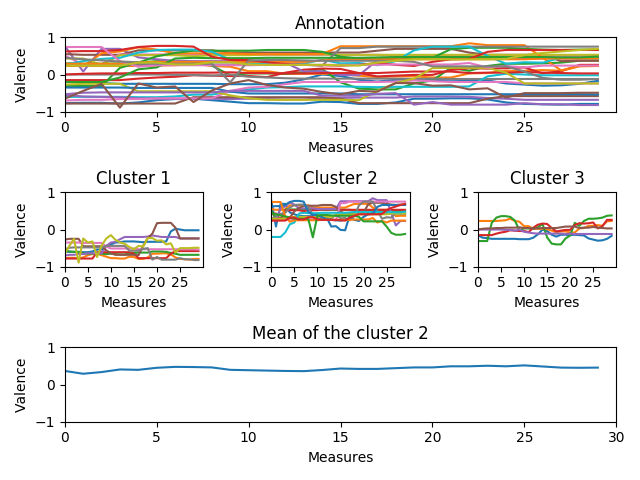 Annotation
Valence
1
0
−1
0 5 10 15 20 25
Measures
Cluster 1 Cluster 2 Cluster 3
Valence Valence Valence
1 1 1
0 0 0
−1 −1 −1
0 5 10 15 20 25 0 5 10 15 20 25 0 5 10 15 20 25
Measures Measures Measures
Mean of the cluster 2
Valence
1
0
−1
0 5 10 15 20 25 30
Measures